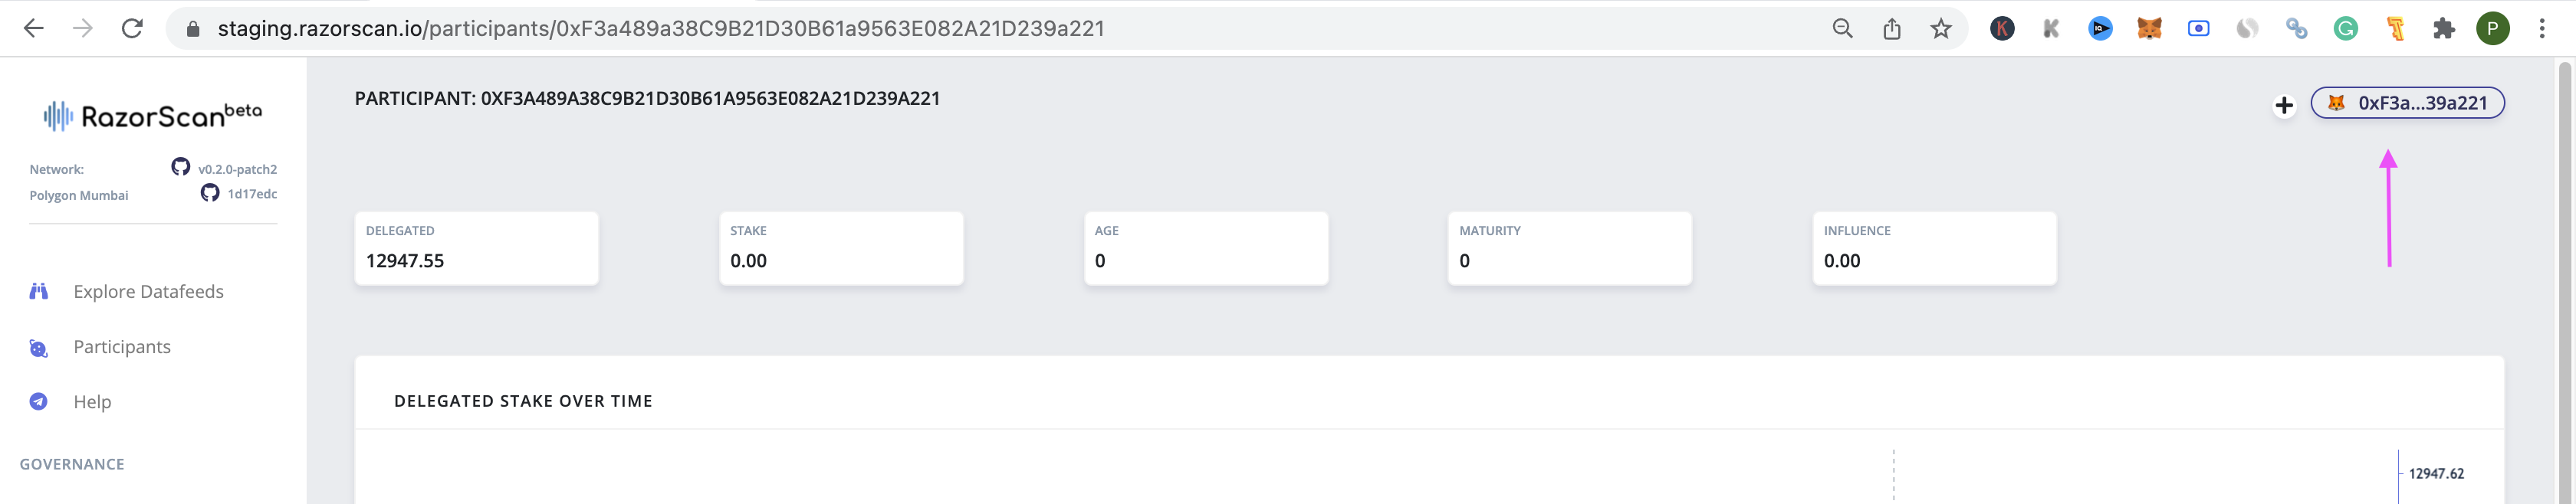 staging.razorscan.io/participants/0xF3a489a38C9B21D30B61a9563E082A21D239a221
P
RazorScan beta
Network:
v0.2.0-patch2
Polygon Mumbai
1d17edc
Explore Datafeeds
Participants
Help
GOVERNANCE
PARTICIPANT: 0XF3A489A38C9B21D30B61A9563E082A21D239A221
0xF3a...39a221
DELEGATED
12947.55
STAKE
0.00
AGE
0
MATURITY
0
INFLUENCE
0.00
DELEGATED STAKE OVER TIME
12947.62